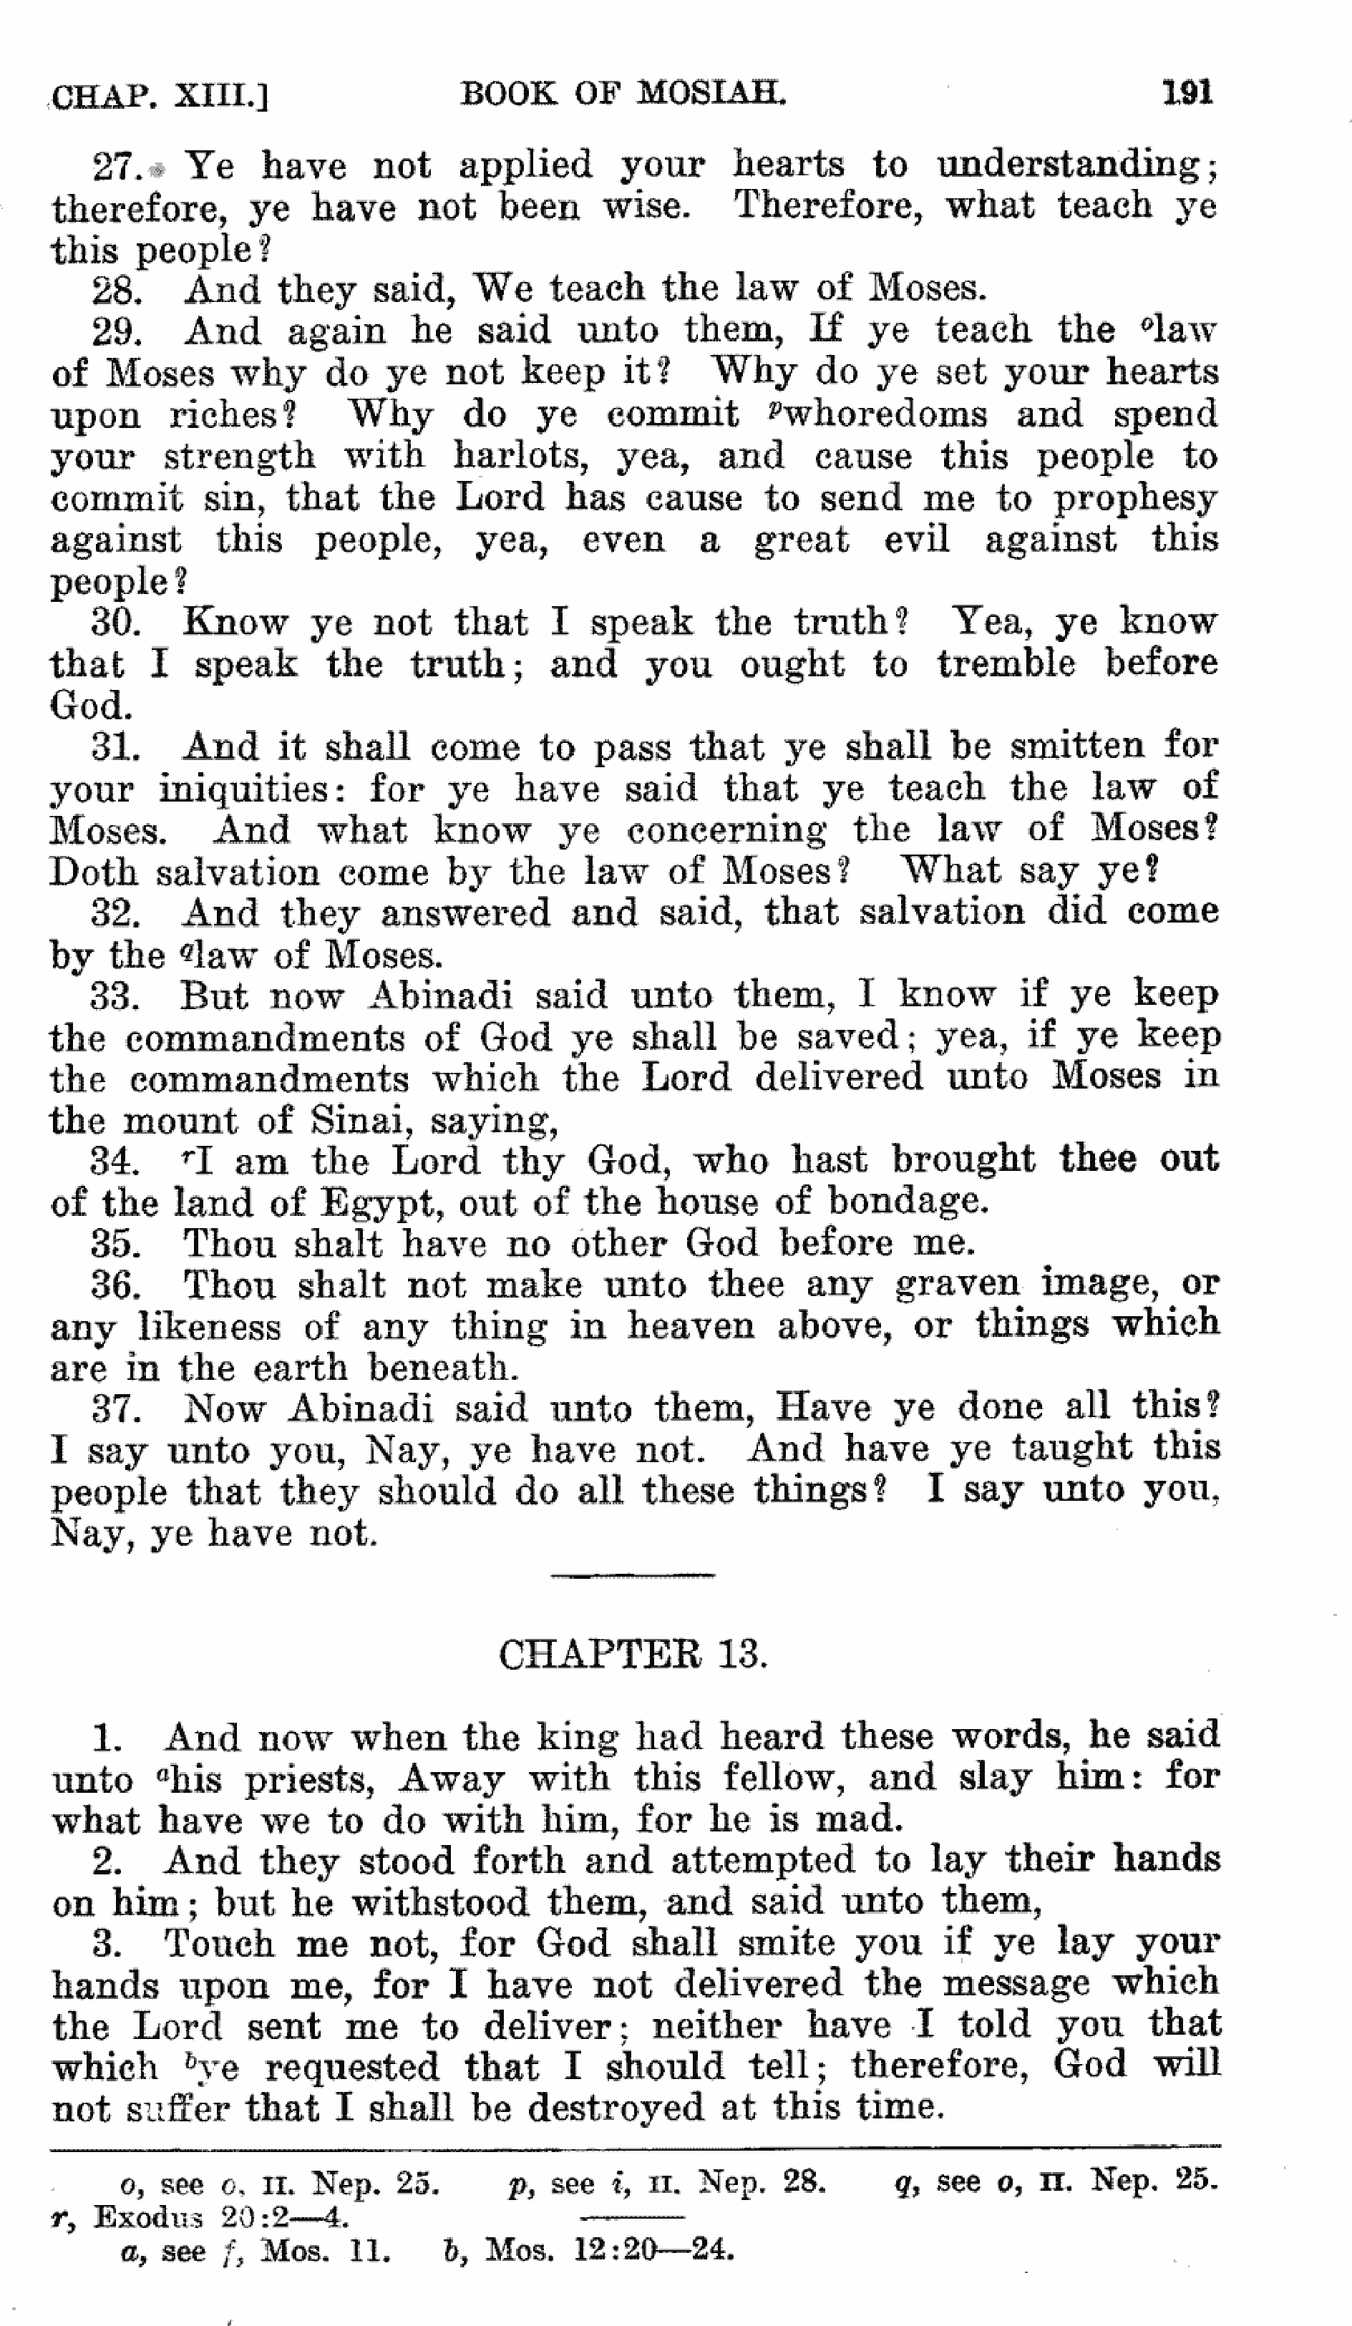 CHAP. XIII.] BOOK OF MOSIAH. 191
27. Ye have not applied your hearts to understanding;
therefore, ye have not been wise. Therefore, what teach ye
this people?
28. And they said, We teach the law of Moses.
29. And again he said unto them, If ye teach the olaw
of Moses why do ye not keep it? Why do ye set your hearts
upon riches? Why do ye commit pwhoredoms and spend
your strength with harlots, yea, and cause this people to
commit sin, that the Lord has cause to send me to prophesy
against this people, yea, even a great evil against this
people?
30. Know ye not that I speak the truth? Yea, ye know
that I speak the truth; and you ought to tremble before
God.
31. And it shall come to pass that ye shall be smitten for
your iniquities: for ye have said that ye teach the law of
Moses. And what know ye concerning the law of Moses?
Doth salvation come by the law of Moses? What say ye?
32. And they answered and said, that salvation did come
by the qlaw of Moses.
33. But now Abinadi said unto them, I know if ye keep
the commandments of God ye shall be saved; yea, if ye keep
the commandments which the Lord delivered unto Moses in
the mount of Sinai, saying,
34. rI am the Lord thy God, who hast brought thee out
of the land of Egypt, out of the house of bondage.
35. Thou shalt have no other God before me.
36. Thou shalt not make unto thee any graven image, or
any likeness of any thing in heaven above, or things which
are in the earth beneath.
37. Now Abinadi said unto them, Have ye done all this?
I say unto you, Nay, ye have not. And have ye taught this
people that they should do all these things? I say unto you,
Nay, ye have not.
CHAPTER 13.
1. And now when the king had heard these words, he said
unto ahis priests, Away with this fellow, and slay him: for
what have we to do with him, for he is mad.
2. And they stood forth and attempted to lay their hands
on him; but he withstood them, and said unto them,
3. Touch me not, for God shall smite you if ye lay your
hands upon me, for I have not delivered the message which
the Lord sent me to deliver; neither have I told you that
which bye requested that I should tell; therefore, God will
not suffer that I shall be destroyed at this time.
o, see o, II. Nep. 25. p, see i, II. Nep. 28. q, see o, II. Nep. 25.
r, Exodus 20:2—4.
a, see f, Mos. 11. b, Mos. 12:20—24.